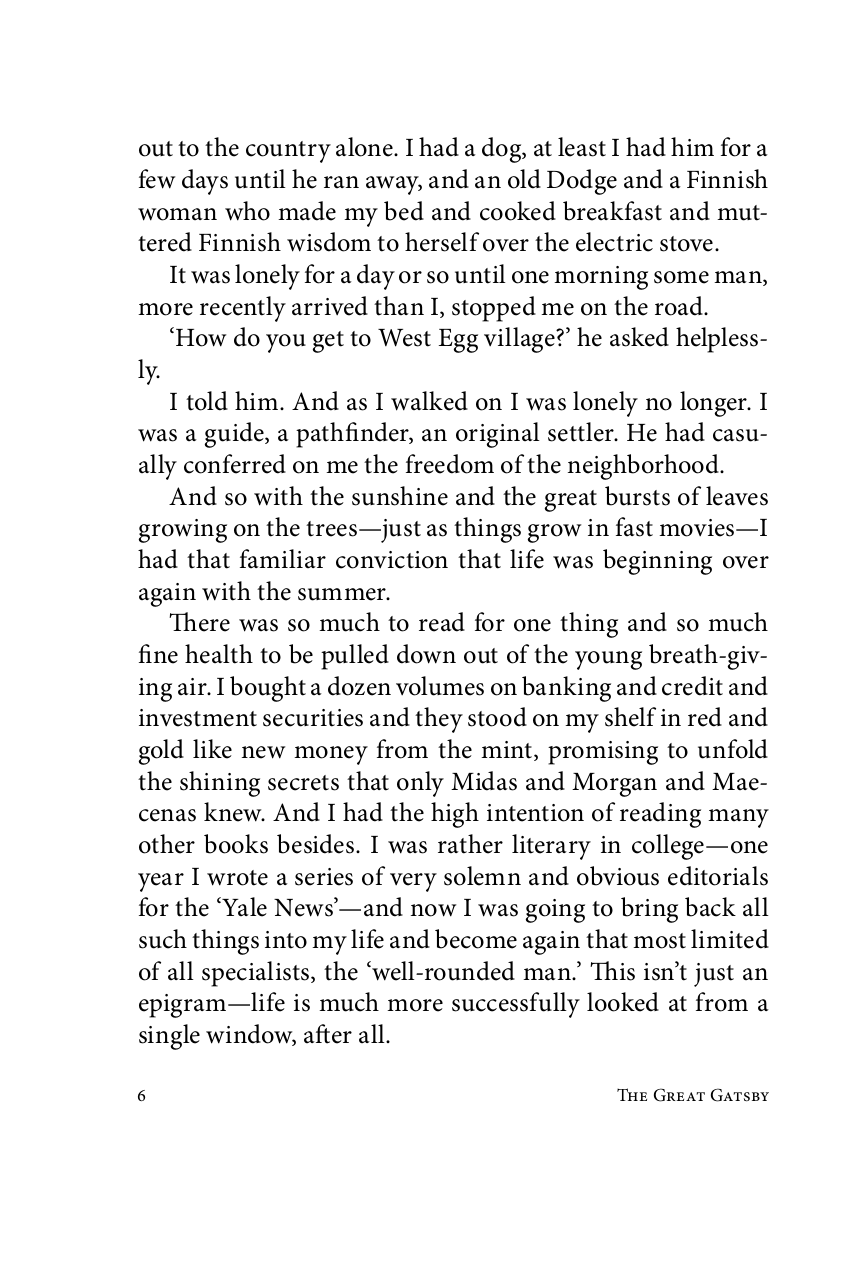 out to the country alone. I had a dog, at least I had him for a
few days until he ran away, and an old Dodge and a Finnish
woman who made my bed and cooked breakfast and mut-
tered Finnish wisdom to herself over the electric stove.
It was lonely for a day or so until one morning some man,
more recently arrived than I, stopped me on the road.
‘How do you get to West Egg village?’ he asked helpless-
ly.
I told him. And as I walked on I was lonely no longer. I
was a guide, a pathfinder, an original settler. He had casu-
ally conferred on me the freedom of the neighborhood.
And so with the sunshine and the great bursts of leaves
growing on the trees—just as things grow in fast movies—I
had that familiar conviction that life was beginning over
again with the summer.
There was so much to read for one thing and so much
fine health to be pulled down out of the young breath-giv-
ing air. I bought a dozen volumes on banking and credit and
investment securities and they stood on my shelf in red and
gold like new money from the mint, promising to unfold
the shining secrets that only Midas and Morgan and Mae-
cenas knew. And I had the high intention of reading many
other books besides. I was rather literary in college—one
year I wrote a series of very solemn and obvious editorials
for the ‘Yale News’—and now I was going to bring back all
such things into my life and become again that most limited
of all specialists, the ‘well-rounded man.’ This isn’t just an
epigram—life is much more successfully looked at from a
single window, after all.
6 The Great Gatsby